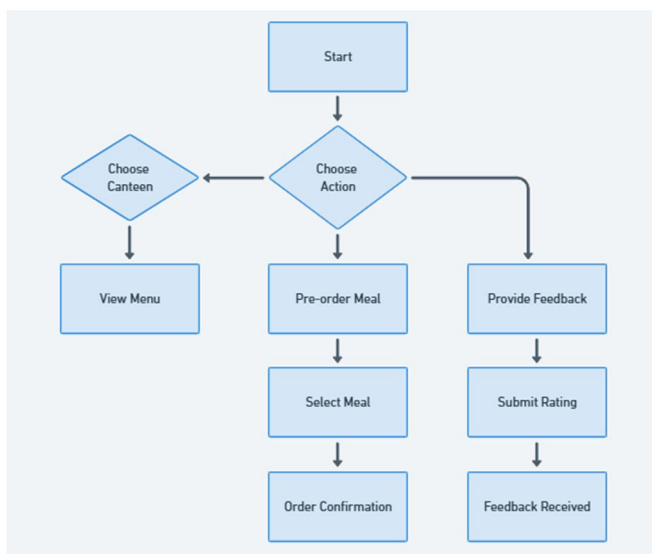 Start
Choose
Canteen
Choose
Action
View Menu
Pre-order Meal
Provide Feedback
Select Meal
Submit Rating
Order Confirmation
Feedback Received